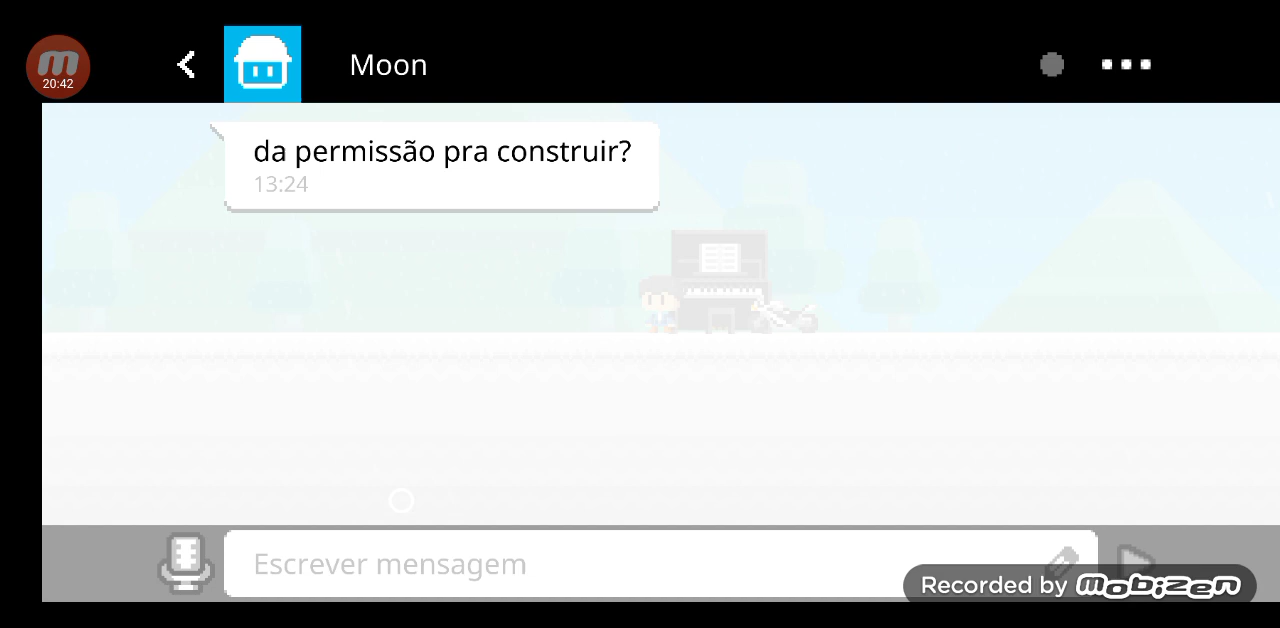 m
20:42
Moon
da permissão pra construir?
13:24
Escrever mensagem
Recorded by mobizen